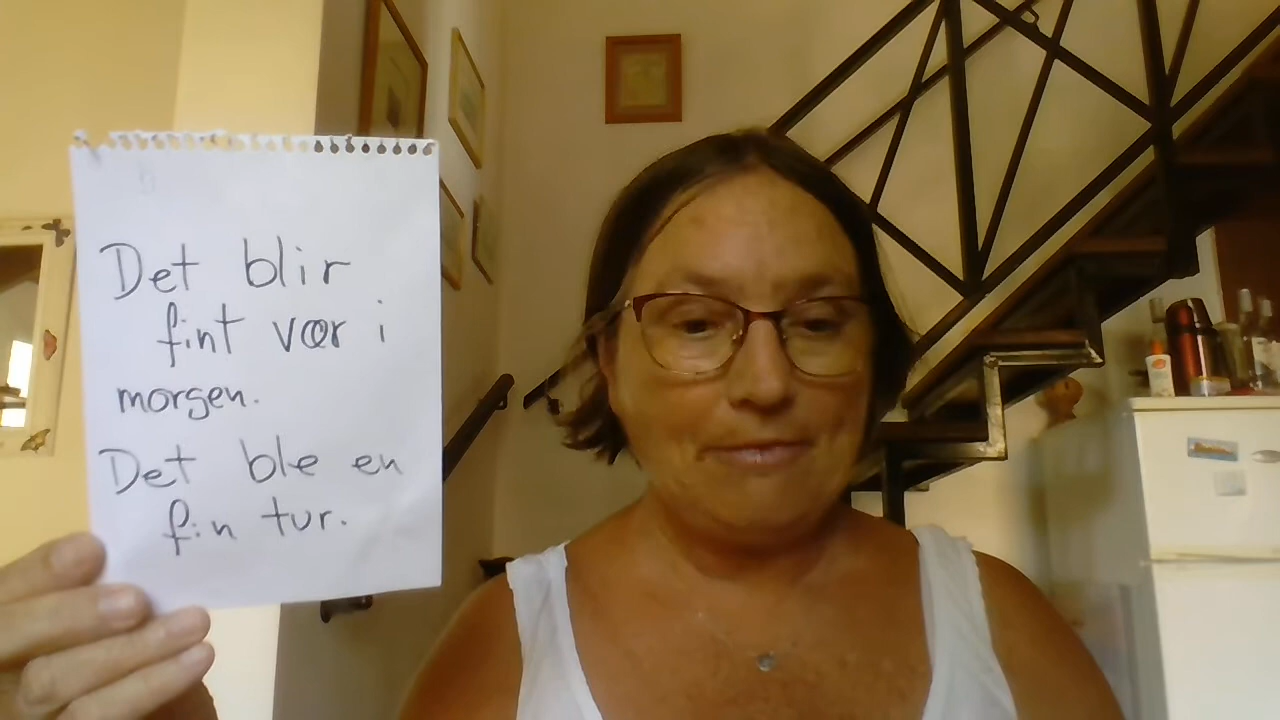 Det blir
fint vær i
morgen.
Det ble en
fin tur.